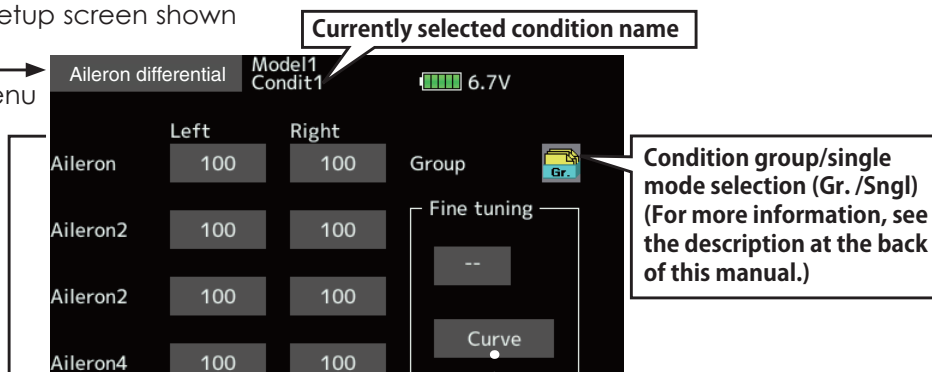 etup screen shown
Currently selected condition name
enu
Aileron differential
Model1
Condit1
6.7V
Left Right
Aileron 100 100 Group Gr.
Fine tuning
Aileron2 100 100
--
Aileron2 100 100
Curve
Aileron4 100 100
Condition group/single
mode selection (Gr. /Sngl)
(For more information, see
the description at the back
of this manual.)